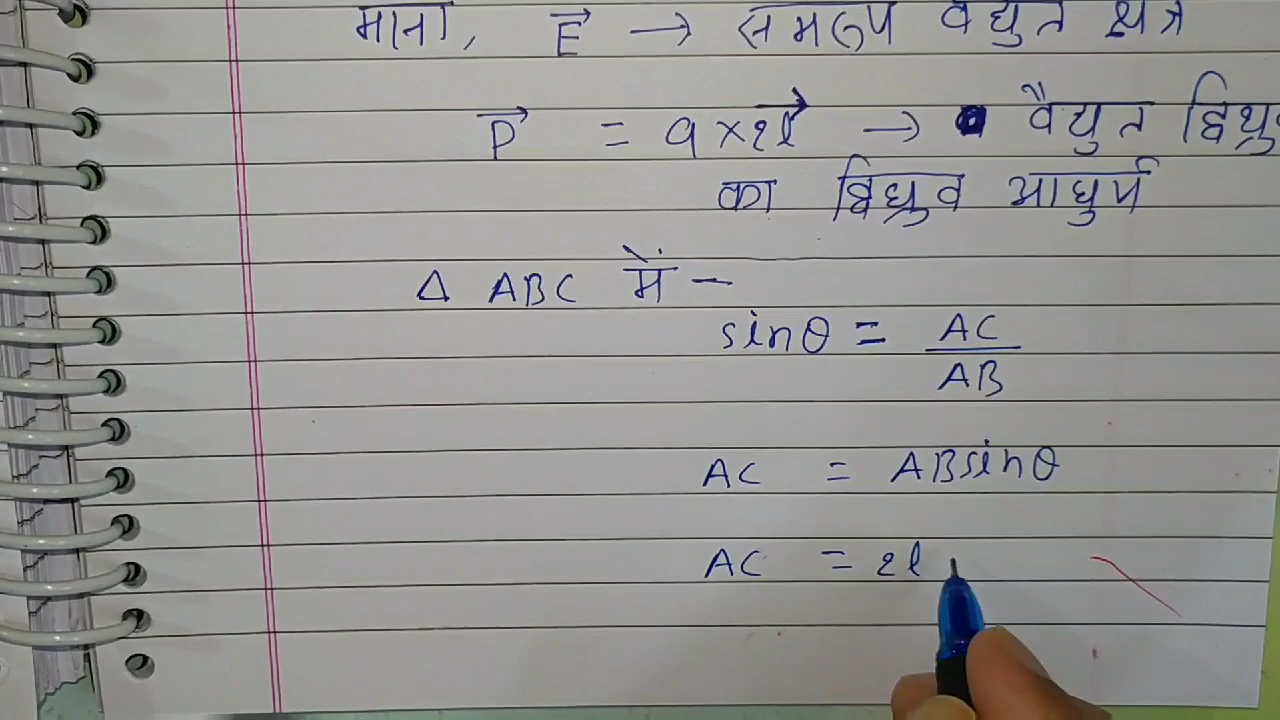 माना, E⃗ → समरूप वैद्युत क्षेत्र
P⃗ = q×2l⃗ → वैद्युत द्विध्रुव
का द्विध्रुव आघुर्ण
Δ ABC में −
sinθ = AC/AB
AC = ABsinθ
AC = 2l